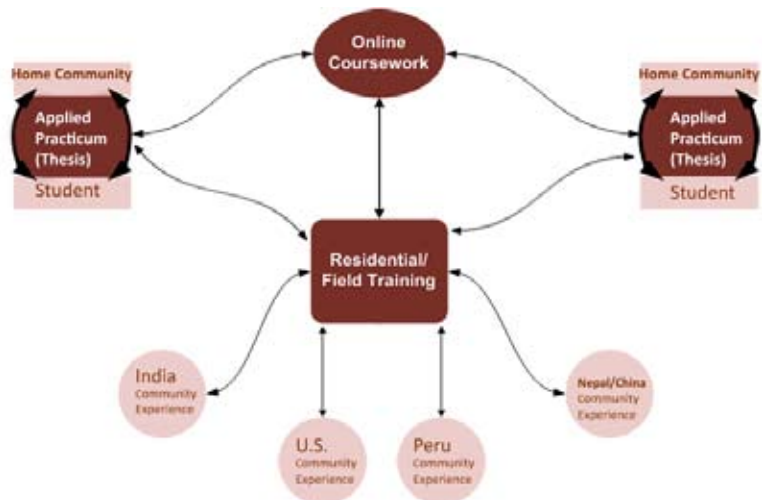 Online
Coursework
Home Community
Applied
Practicum
(Thesis)
Student
Home Community
Applied
Practicum
(Thesis)
Student
Residential/
Field Training
India
Community
Experience
U.S.
Community
Experience
Peru
Community
Experience
Nepal/China
Community
Experience